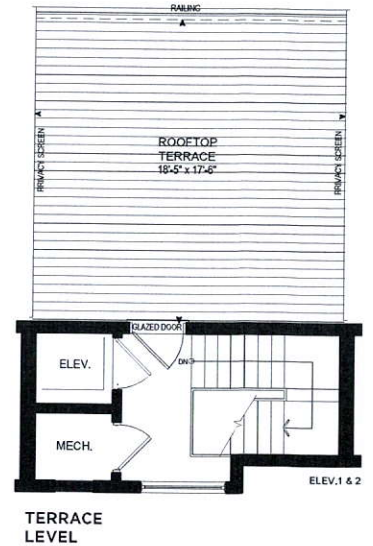 RAILING
PRIVACY SCREEN
ROOFTOP
TERRACE
18'-5" x 17'-6"
PRIVACY SCREEN
GLAZED DOOR
ELEV.
DN
MECH.
ELEV.1 & 2
TERRACE
LEVEL